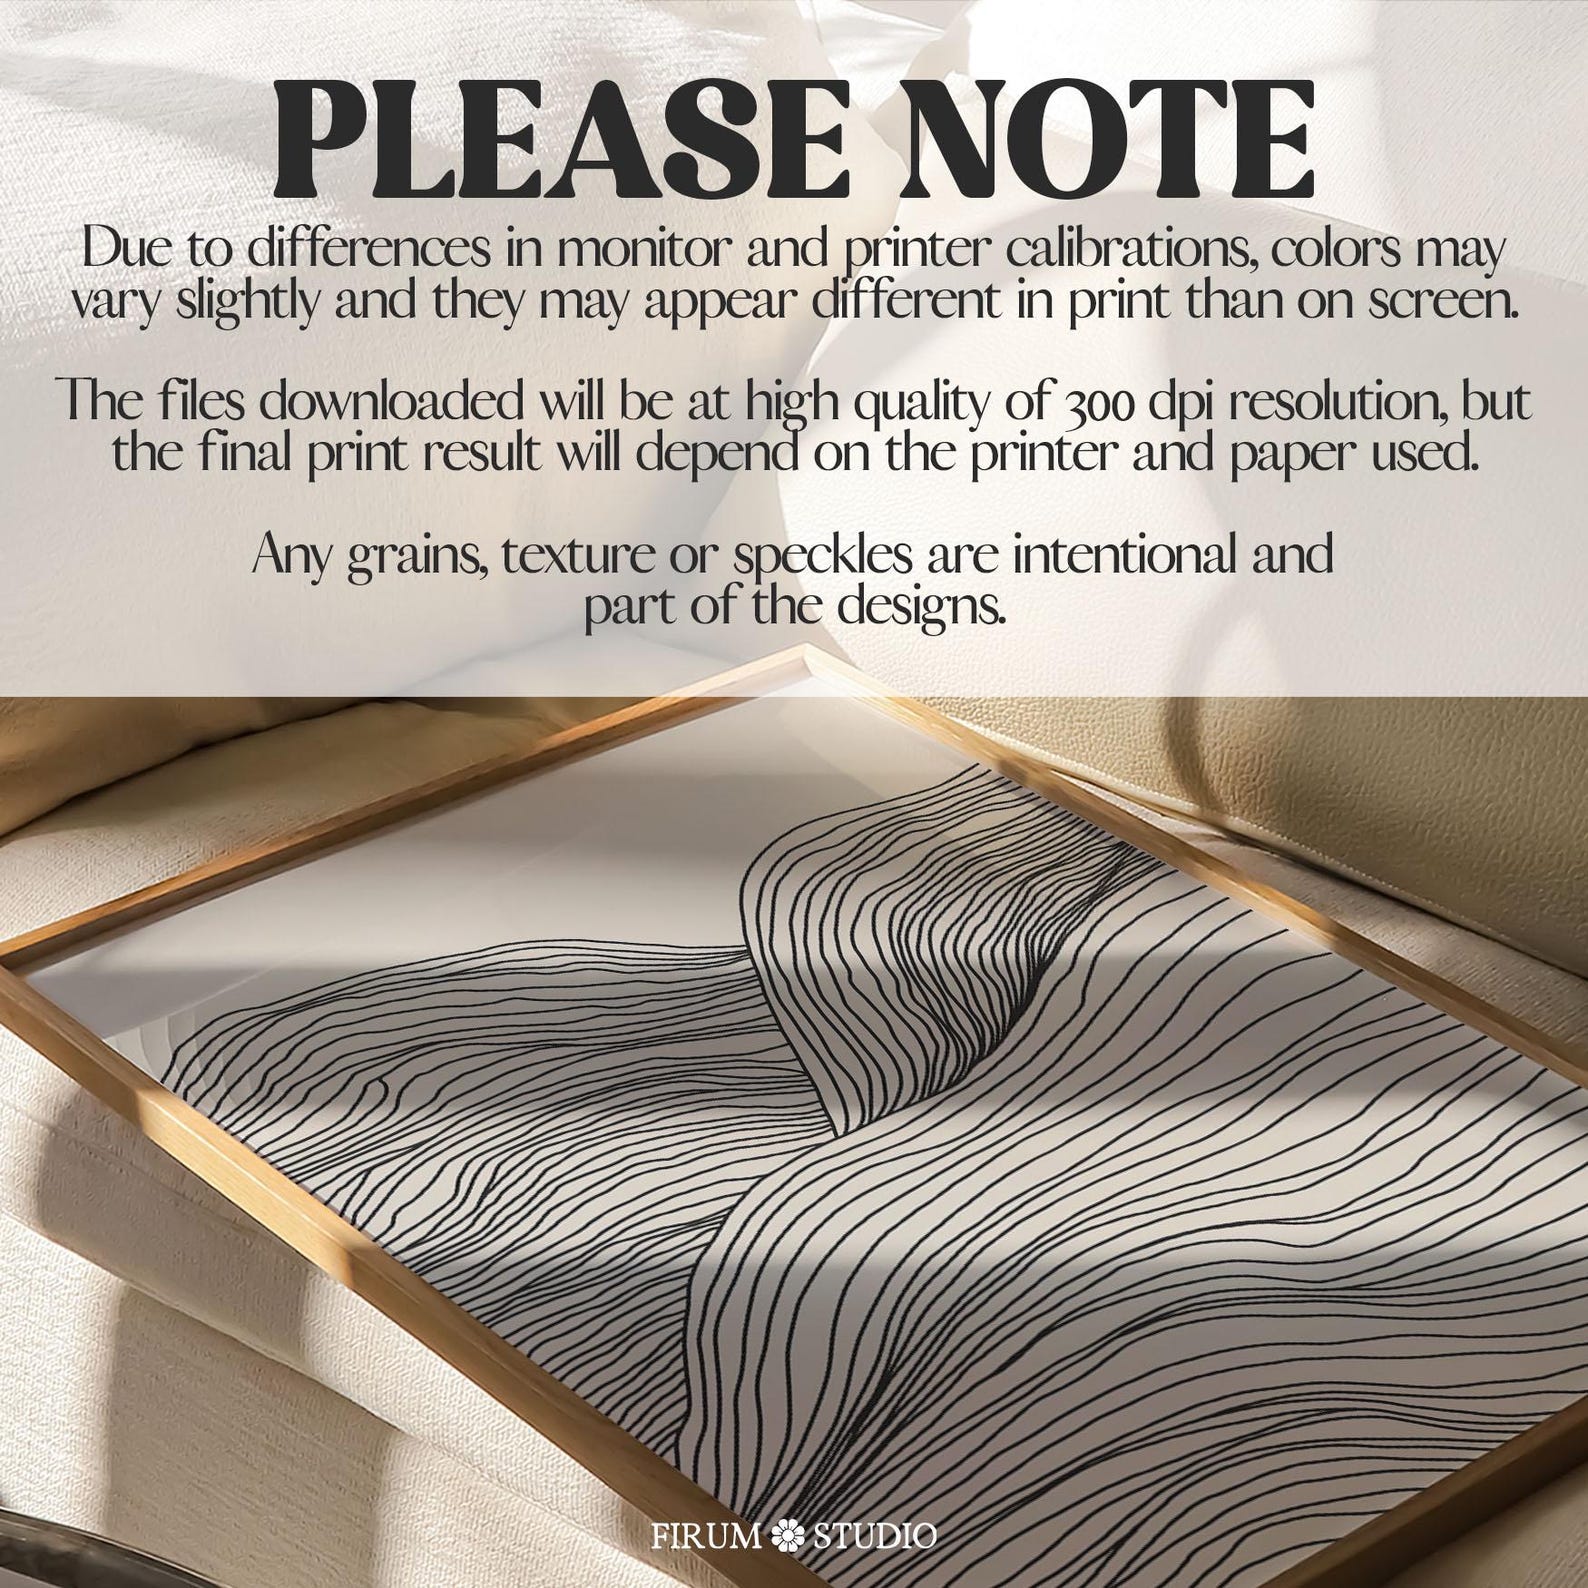 PLEASE NOTE
Due to differences in monitor and printer calibrations, colors may
vary slightly and they may appear different in print than on screen.
The files downloaded will be at high quality of 300 dpi resolution, but
the final print result will depend on the printer and paper used.
Any grains, texture or speckles are intentional and
part of the designs.
FIRUM STUDIO